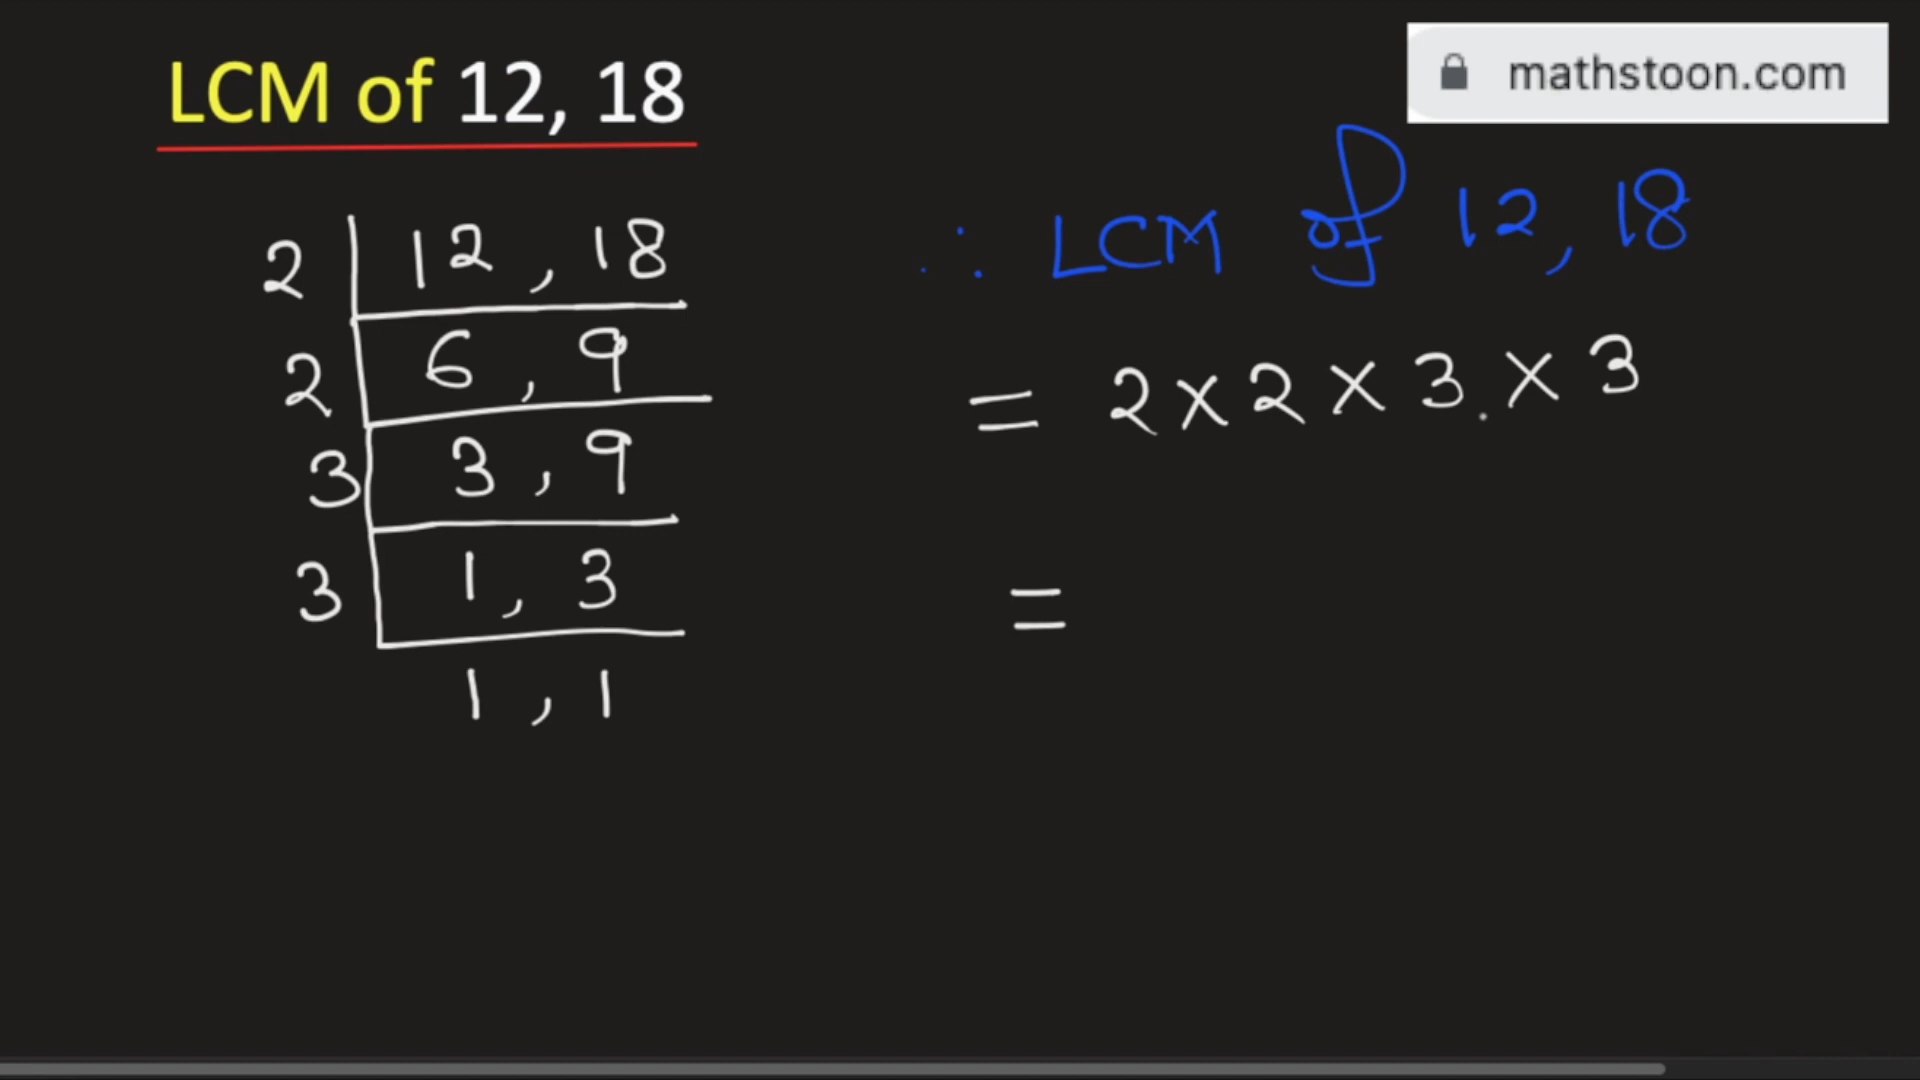 LCM of 12, 18
mathstoon.com
2 | 12, 18
2 | 6, 9
3 | 3, 9
3 | 1, 3
1, 1
∴ LCM of 12, 18
= 2 × 2 × 3 × 3
=